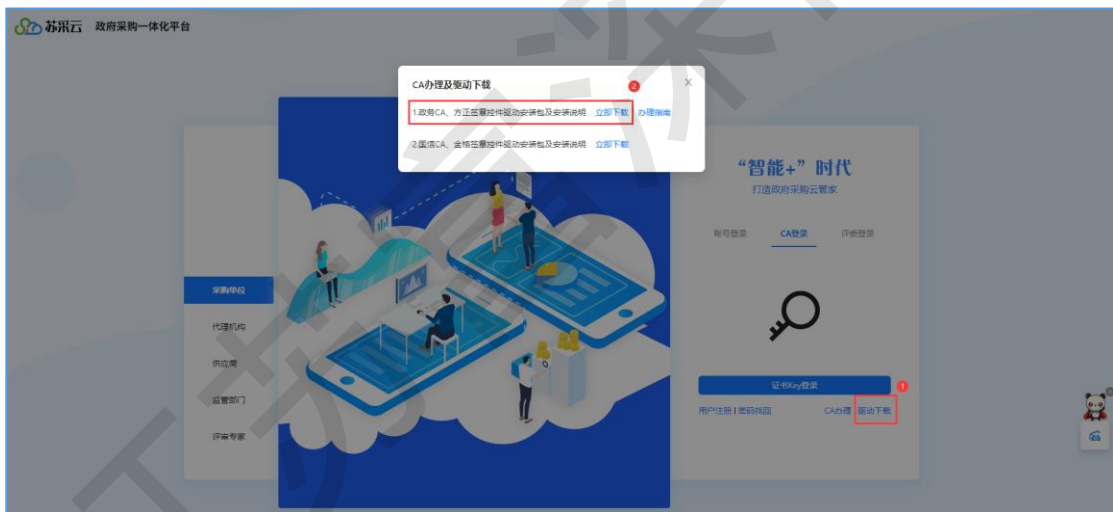 苏采云 政府采购一体化平台
CA办理及驱动下载
X
2
1.政务CA、方正签章控件驱动安装包及安装说明 立即下载 办理指南
2.国信CA、金格签章控件驱动安装包及安装说明 立即下载
“智能+”时代
打造政府采购云管家
账号登录 CA登录 评委登录
采购单位
代理机构
供应商
监管部门
评审专家
证书Key登录
1
用户注册 | 密码找回 CA办理 驱动下载